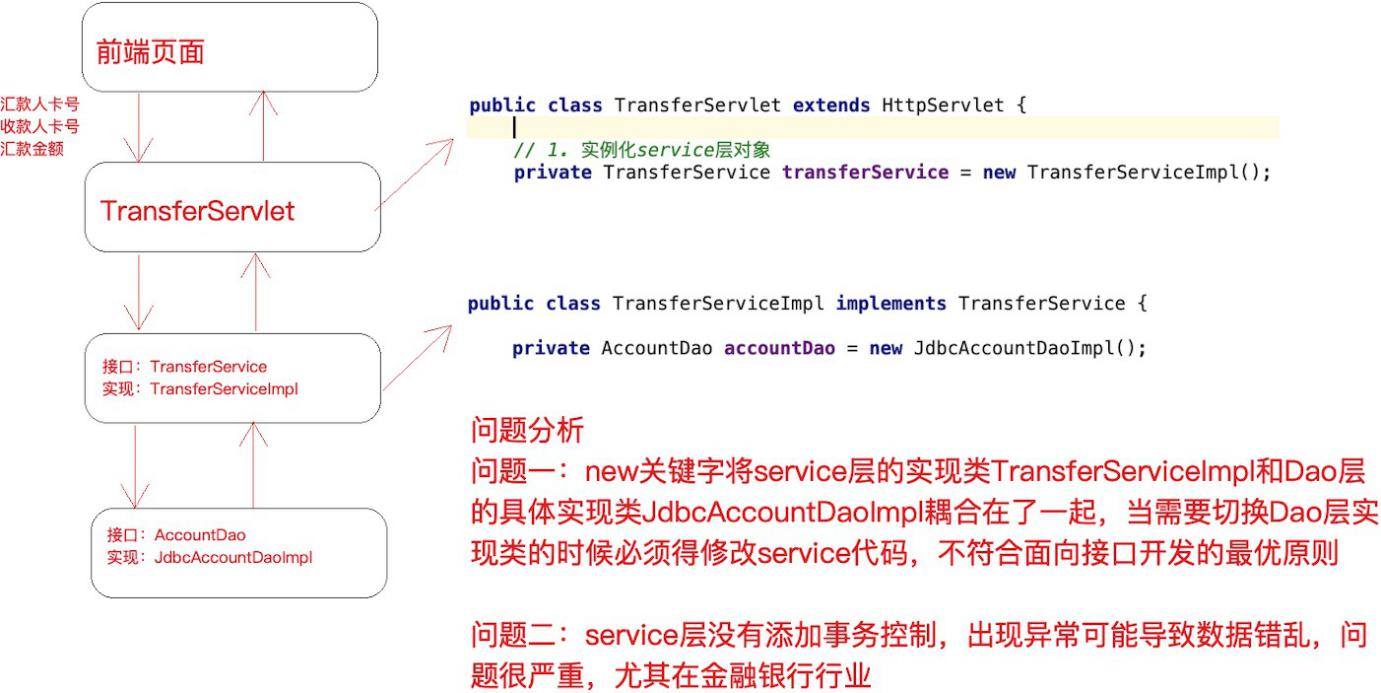 前端页面
汇款人卡号
收款人卡号
汇款金额
TransferServlet
接口：TransferService
实现：TransferServiceImpl
接口：AccountDao
实现：JdbcAccountDaoImpl
public class TransferServlet extends HttpServlet {
// 1. 实例化service层对象
private TransferService transferService = new TransferServiceImpl();
public class TransferServiceImpl implements TransferService {
private AccountDao accountDao = new JdbcAccountDaoImpl();
问题分析
问题一：new关键字将service层的实现类TransferServiceImpl和Dao层
的具体实现类JdbcAccountDaoImpl耦合在了一起，当需要切换Dao层实
现类的时候必须得修改service代码，不符合面向接口开发的最优原则
问题二：service层没有添加事务控制，出现异常可能导致数据错乱，问
题很严重，尤其在金融银行行业